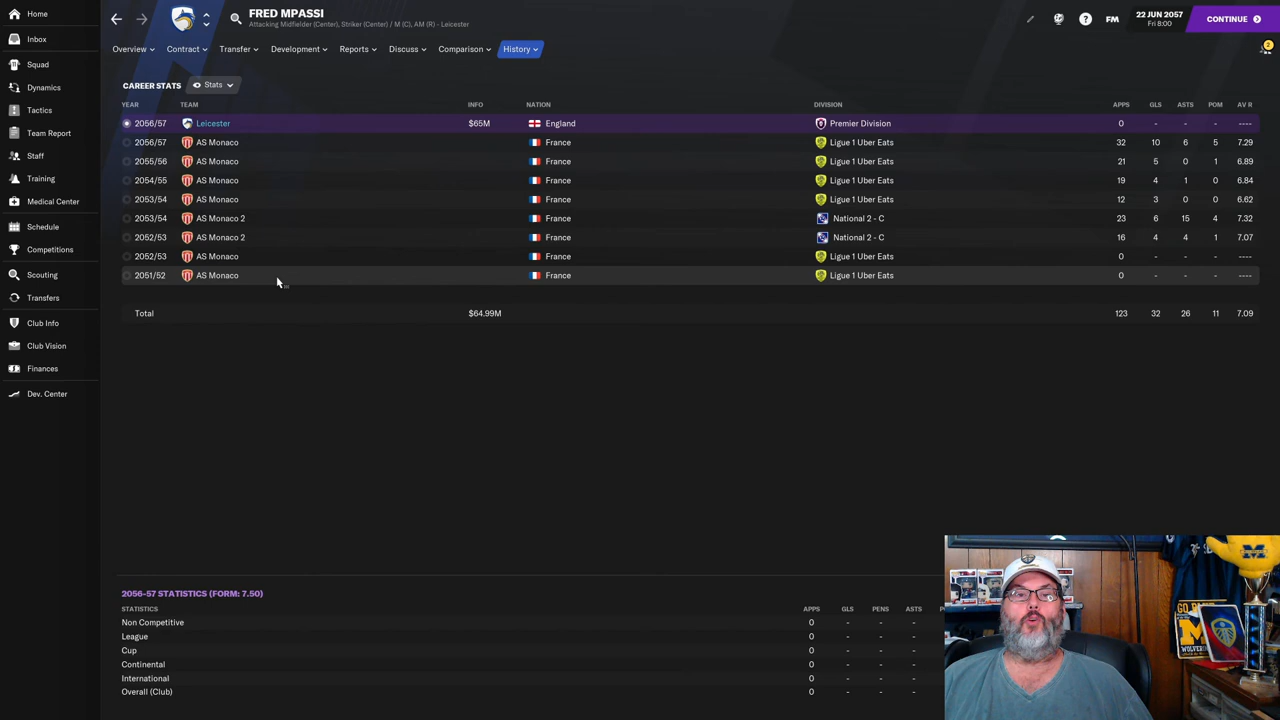 Home
Inbox
Squad
Dynamics
Tactics
Team Report
Staff
Training
Medical Center
Schedule
Competitions
Scouting
Transfers
Club Info
Club Vision
Finances
Dev. Center
FRED MPASSI
Attacking Midfielder (Center), Striker (Center) / M (C), AM (R) - Leicester
FM
22 JUN 2057
Fri 8:00
CONTINUE
2
Overview Contract Transfer Development Reports Discuss Comparison History
CAREER STATS Stats
YEAR TEAM INFO NATION DIVISION APPS GLS ASTS POM AV R
2056/57 Leicester $65M England Premier Division 0 - - - ----
2056/57 AS Monaco France Ligue 1 Uber Eats 32 10 6 5 7.29
2055/56 AS Monaco France Ligue 1 Uber Eats 21 5 0 1 6.89
2054/55 AS Monaco France Ligue 1 Uber Eats 19 4 1 0 6.84
2053/54 AS Monaco France Ligue 1 Uber Eats 12 3 0 0 6.62
2053/54 AS Monaco 2 France National 2 - C 23 6 15 4 7.32
2052/53 AS Monaco 2 France National 2 - C 16 4 4 1 7.07
2052/53 AS Monaco France Ligue 1 Uber Eats 0 - - - ----
2051/52 AS Monaco France Ligue 1 Uber Eats 0 - - - ----
Total $64.99M 123 32 26 11 7.09
2056-57 STATISTICS (FORM: 7.50)
STATISTICS APPS GLS PENS ASTS
Non Competitive 0 - - -
League 0 - - -
Cup 0 - - -
Continental 0 - - -
International 0 - - -
Overall (Club) 0 - - -
M
GO
M
WOLVERINES